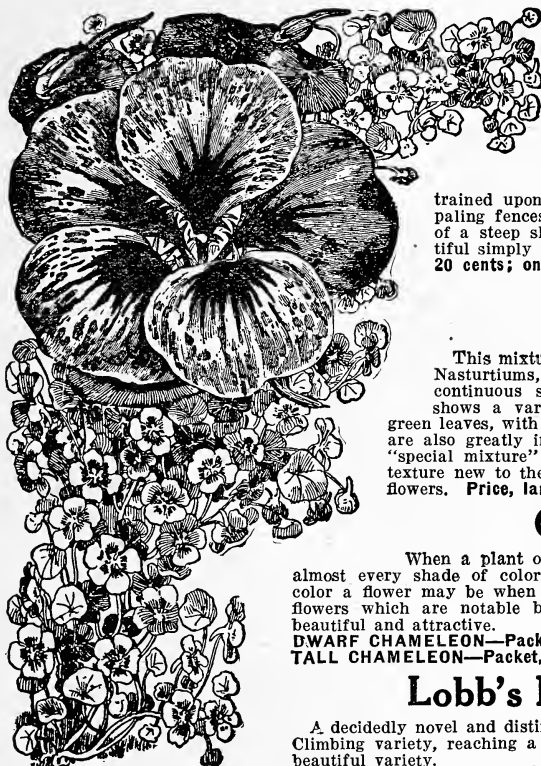 trained upon
paling fences
of a steep sl
tiful simply
20 cents; on
This mixtu
Nasturtiums,
continuous s
shows a var
green leaves, with
are also greatly i
"special mixture"
texture new to the
flowers. Price, lar
When a plant o
almost every shade of color
color a flower may be when
flowers which are notable b
beautiful and attractive.
DWARF CHAMELEON—Pack
TALL CHAMELEON—Packet,
Lobb's
A decidedly novel and disti
Climbing variety, reaching a
beautiful variety.